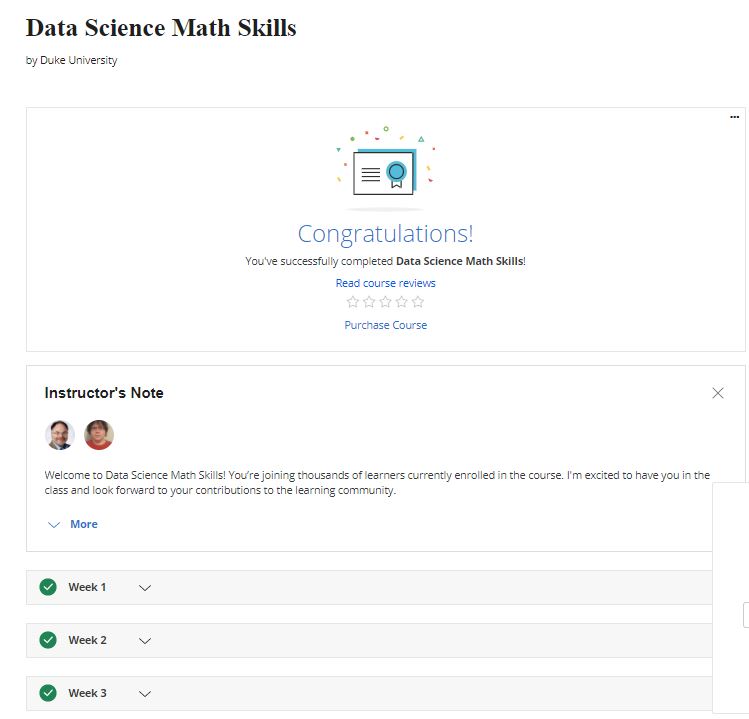 Data Science Math Skills
by Duke University
Congratulations!
You've successfully completed Data Science Math Skills!
Read course reviews
Purchase Course
Instructor's Note
Welcome to Data Science Math Skills! You’re joining thousands of learners currently enrolled in the course. I'm excited to have you in the
class and look forward to your contributions to the learning community.
More
Week 1
Week 2
Week 3